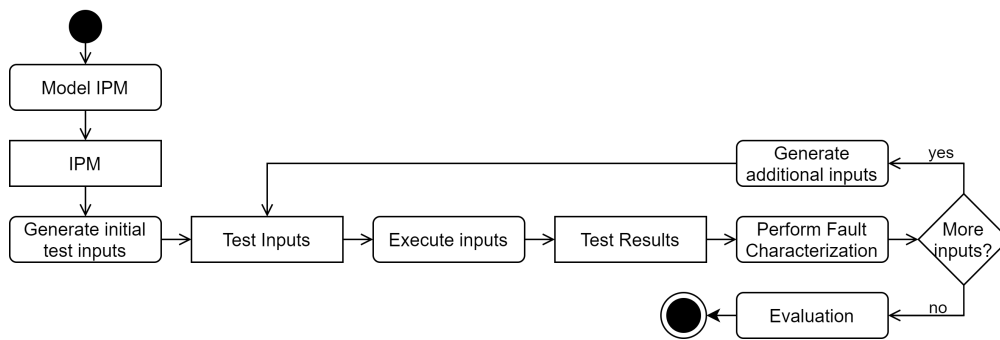 Model IPM
IPM
Generate initial
test inputs
Test Inputs
Execute inputs
Test Results
Perform Fault
Characterization
More
inputs?
yes
Generate
additional inputs
no
Evaluation